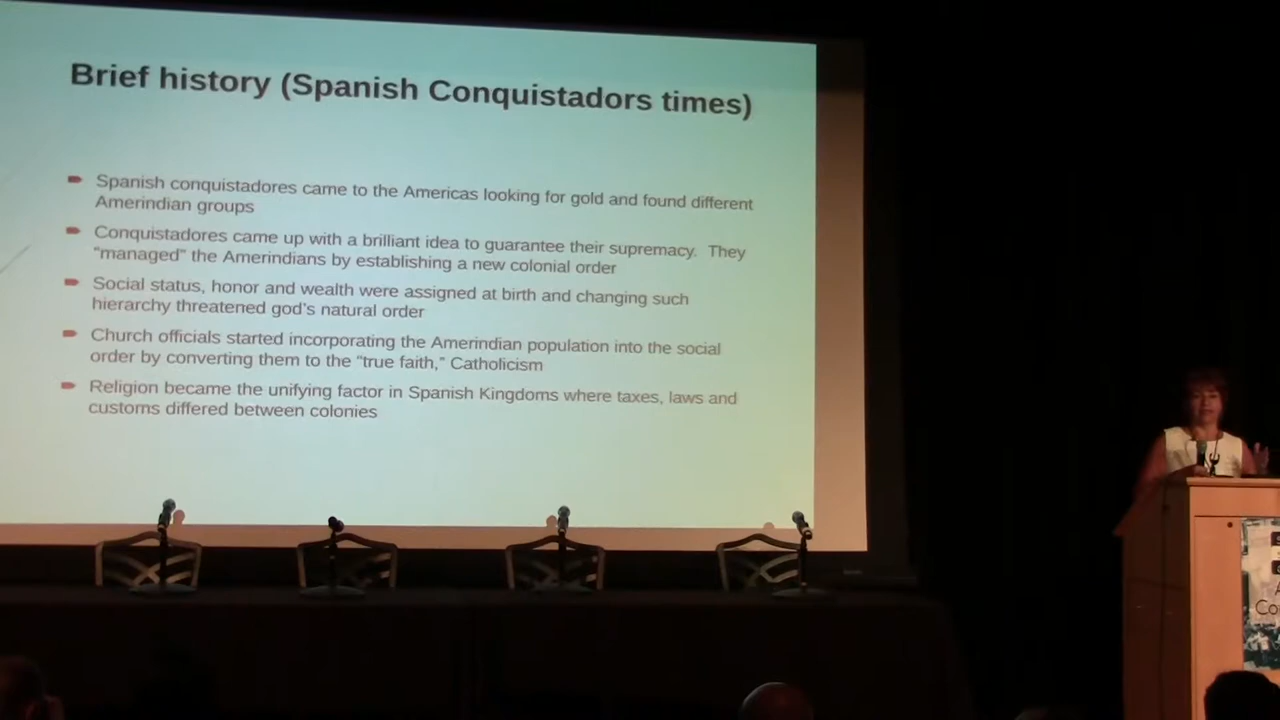 Brief history (Spanish Conquistadors times)
Spanish conquistadores came to the Americas looking for gold and found different
Amerindian groups
Conquistadores came up with a brilliant idea to guarantee their supremacy. They
"managed" the Amerindians by establishing a new colonial order
Social status, honor and wealth were assigned at birth and changing such
hierarchy threatened god's natural order
Church officials started incorporating the Amerindian population into the social
order by converting them to the "true faith," Catholicism
Religion became the unifying factor in Spanish Kingdoms where taxes, laws and
customs differed between colonies